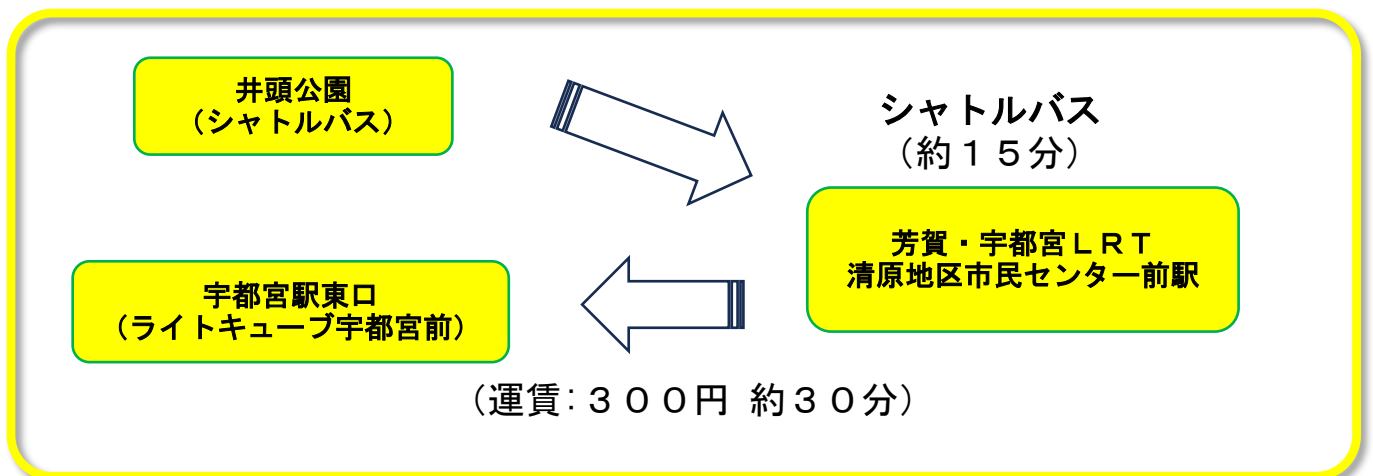 井頭公園
（シャトルバス）
シャトルバス
（約１５分）
芳賀・宇都宮ＬＲＴ
清原地区市民センター前駅
宇都宮駅東口
（ライトキューブ宇都宮前）
（運賃：３００円 約３０分）